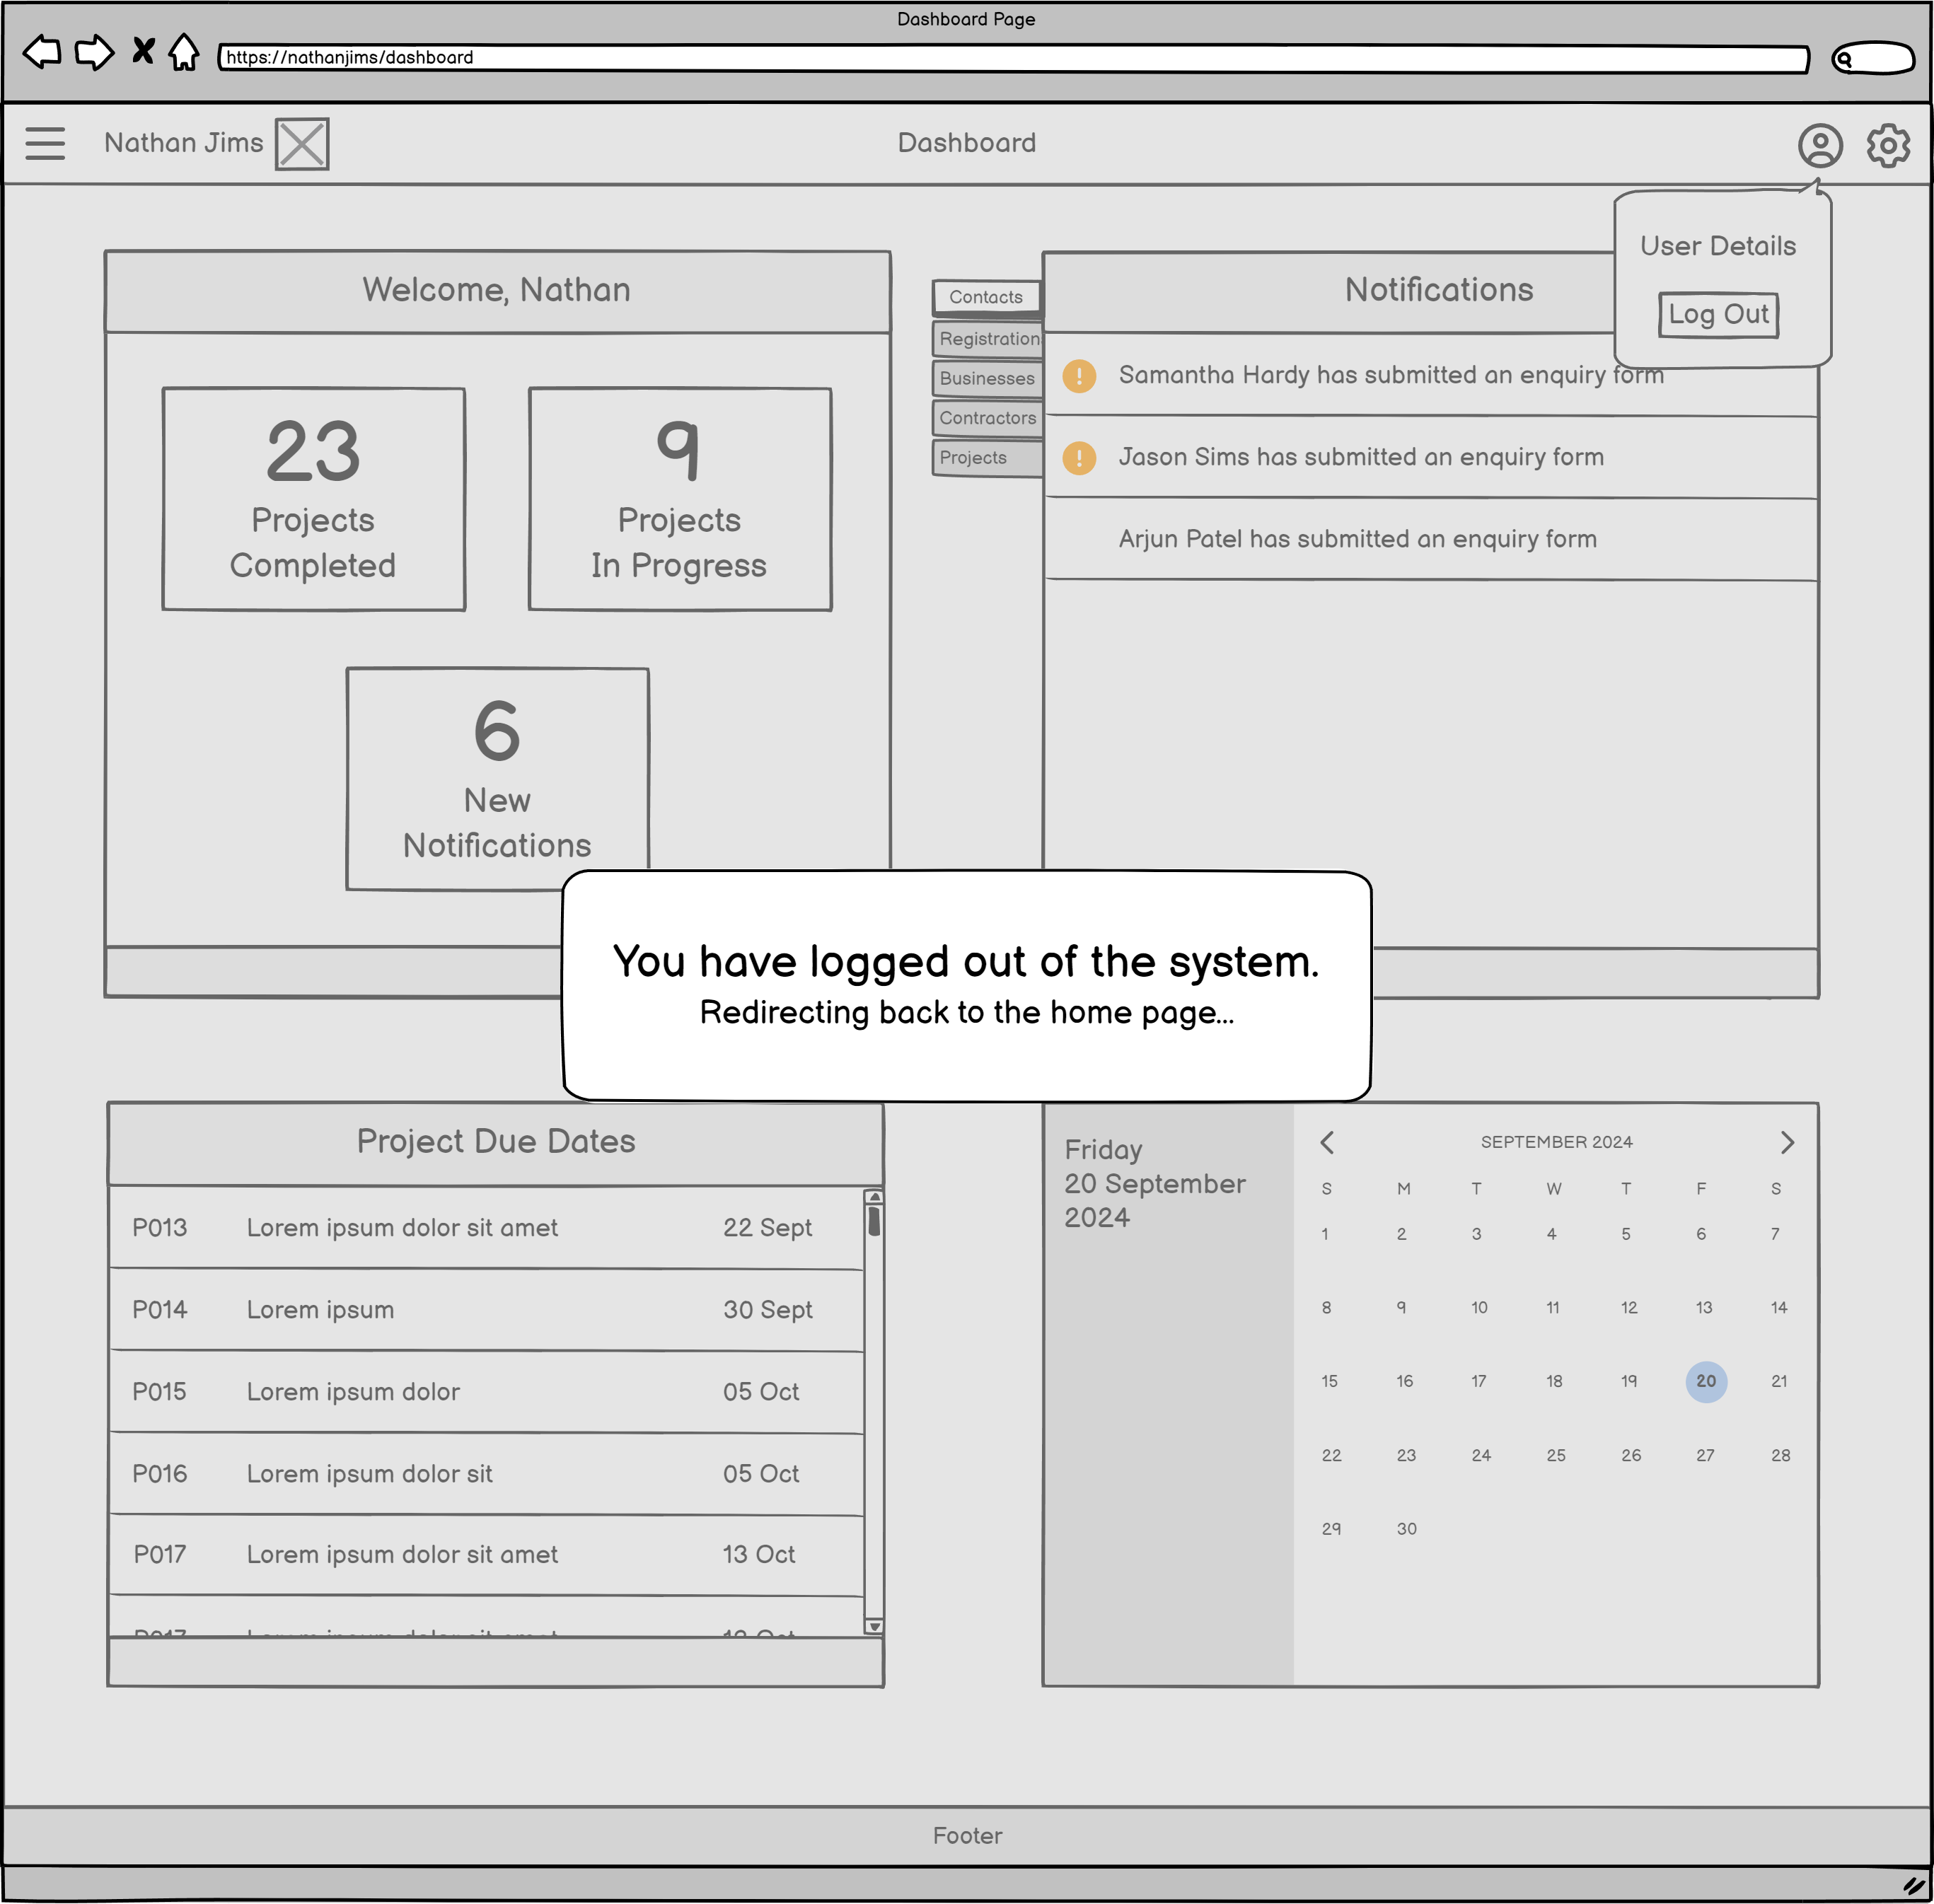 Dashboard Page
https://nathanjims/dashboard
Nathan Jims
Dashboard
User Details
Log Out
Welcome, Nathan
23
Projects
Completed
9
Projects
In Progress
6
New
Notifications
Contacts
Registration
Businesses
Contractors
Projects
Notifications
! Samantha Hardy has submitted an enquiry form
! Jason Sims has submitted an enquiry form
Arjun Patel has submitted an enquiry form
You have logged out of the system.
Redirecting back to the home page...
Project Due Dates
P013 Lorem ipsum dolor sit amet 22 Sept
P014 Lorem ipsum 30 Sept
P015 Lorem ipsum dolor 05 Oct
P016 Lorem ipsum dolor sit 05 Oct
P017 Lorem ipsum dolor sit amet 13 Oct
Friday
20 September
2024
SEPTEMBER 2024
S M T W T F S
1 2 3 4 5 6 7
8 9 10 11 12 13 14
15 16 17 18 19 20 21
22 23 24 25 26 27 28
29 30
Footer